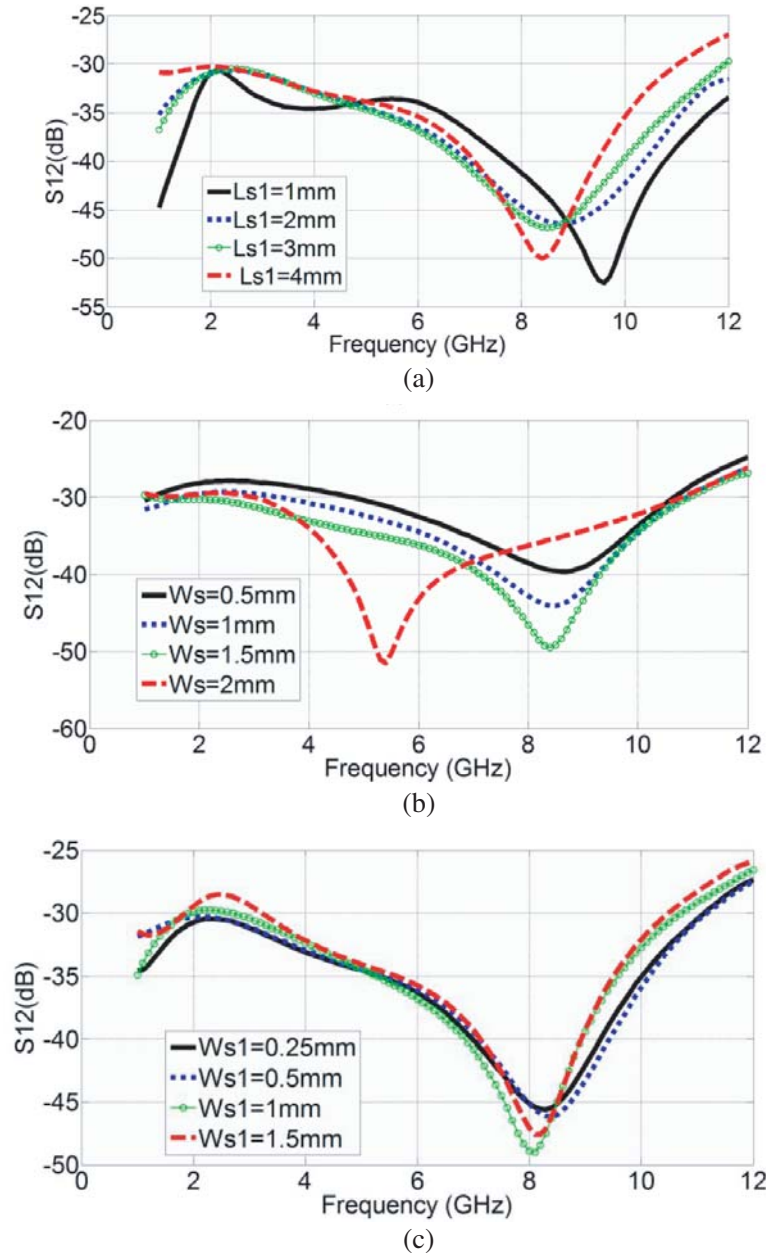 -30
-35
-40
-45
-50
-55
S12(dB)
Ls1=1mm
Ls1=2mm
Ls1=3mm
Ls1=4mm
0 2 4 6 8 10 12
Frequency (GHz)
(a)
-20
-30
-40
-50
-60
S12(dB)
Ws=0.5mm
Ws=1mm
Ws=1.5mm
Ws=2mm
0 2 4 6 8 10 12
Frequency (GHz)
(b)
-25
-30
-35
-40
-45
-50
S12(dB)
Ws1=0.25mm
Ws1=0.5mm
Ws1=1mm
Ws1=1.5mm
0 2 4 6 8 10 12
Frequency (GHz)
(c)